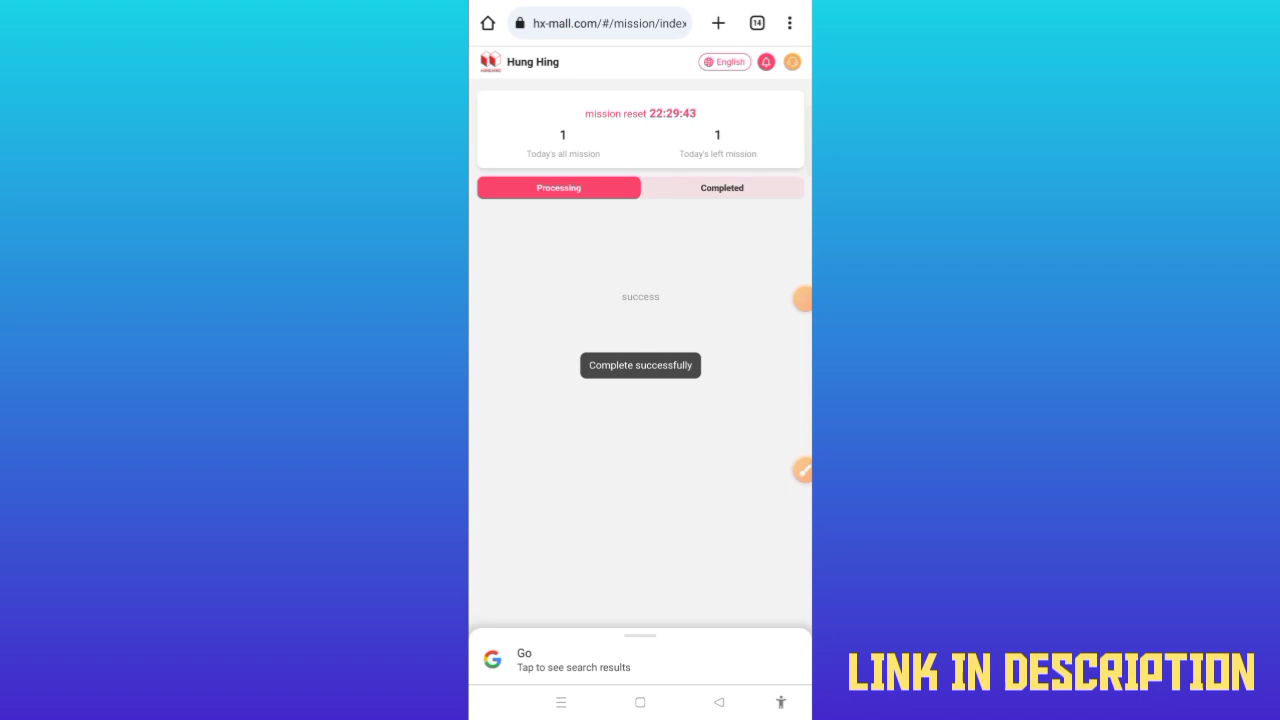 hx-mall.com/#/mission/index
14
Hung Hing
English
mission reset 22:29:43
1
1
Today's all mission
Today's left mission
Processing
Completed
success
Complete successfully
Go
Tap to see search results
LINK IN DESCRIPTION